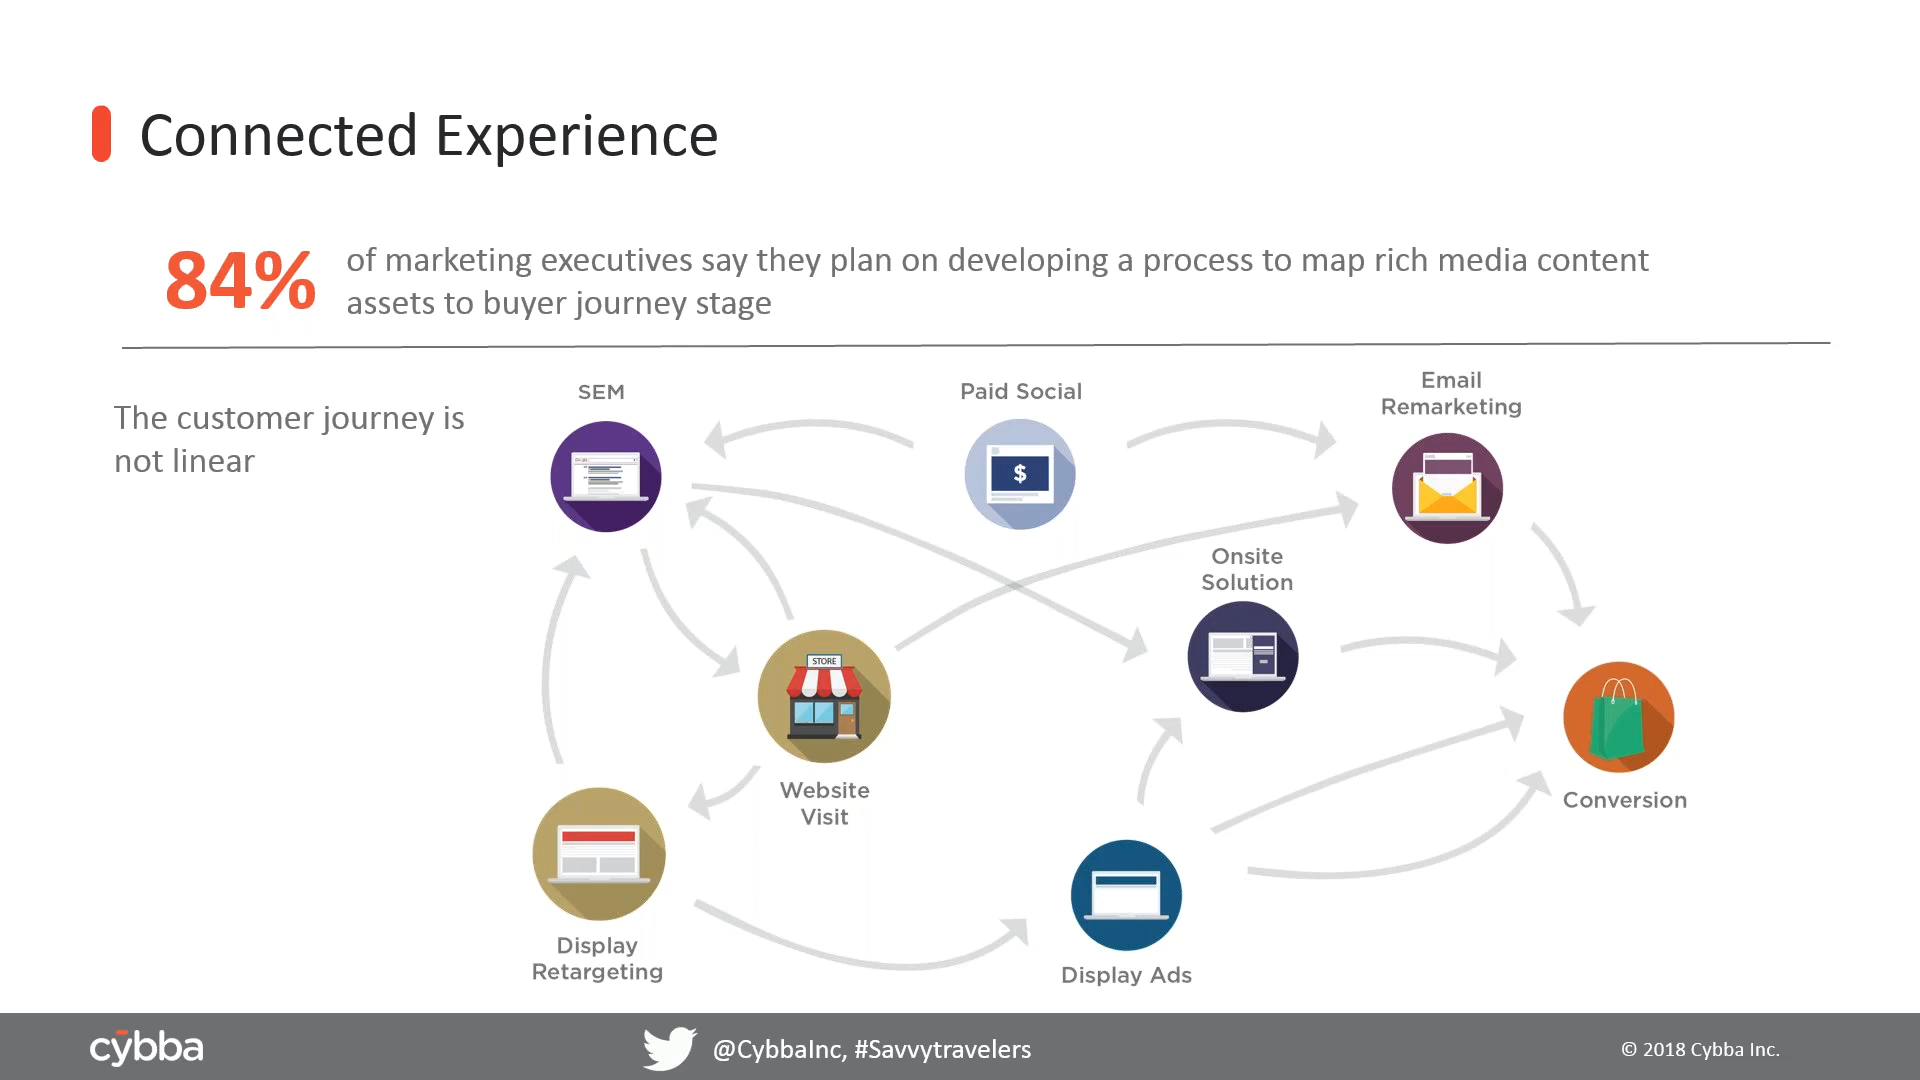 Connected Experience
84%
of marketing executives say they plan on developing a process to map rich media content
assets to buyer journey stage
The customer journey is
not linear
SEM
Paid Social
Email
Remarketing
$
Onsite
Solution
STORE
Website
Visit
Conversion
Display
Retargeting
Display Ads
cybba
@CybbaInc, #Savvytravelers
© 2018 Cybba Inc.